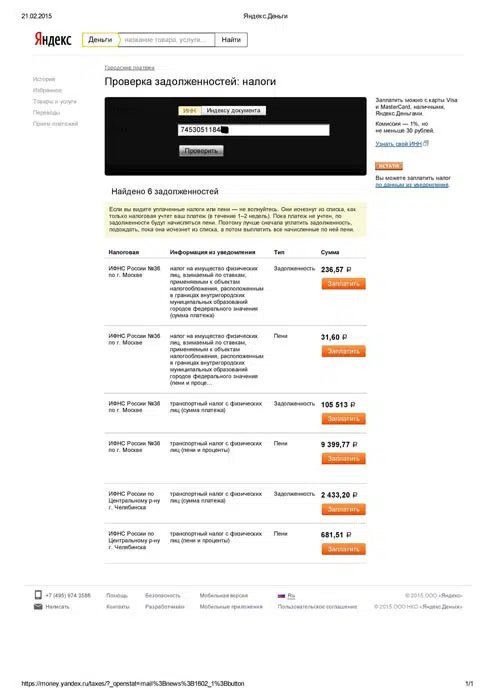 21.02.2015
Яндекс.Деньги
Яндекс
Деньги
название товара, услуги...
Найти
История
Избранное
Товары и услуги
Переводы
Прием платежей
Городские платежи
Проверка задолженностей: налоги
ИНН
Индексу документа
7453051184
Проверить
Заплатить можно с карты Visa
и MasterCard, наличными,
Яндекс.Деньгами.
Комиссия — 1%, но
не меньше 30 рублей.
Узнать свой ИНН
КСТАТИ
Вы можете заплатить налог
по данным из уведомления.
Найдено 6 задолженностей
Если вы видите уплаченные налоги или пени — не волнуйтесь. Они исчезнут из списка, как
только налоговая учтет ваш платеж (в течение 1–2 недель). Пока платеж не учтен, по
задолженности будут начисляться пени. Поэтому лучше сначала уплатить задолженность,
подождать, пока она исчезнет из списка, а потом выплатить все начисленные по ней пени.
Налоговая Информация из уведомления Тип Сумма
ИФНС России №36
по г. Москве
налог на имущество физических
лиц, взимаемый по ставкам,
применяемым к объектам
налогообложения, расположенным
в границах внутригородских
муниципальных образований
городов федерального значения
(сумма платежа)
Задолженность
236,57 ₽
Заплатить
ИФНС России №36
по г. Москве
налог на имущество физических
лиц, взимаемый по ставкам,
применяемым к объектам
налогообложения, расположенным
в границах внутригородских
муниципальных образований
городов федерального значения
(пени и проце...
Пени
31,60 ₽
Заплатить
ИФНС России №36
по г. Москве
транспортный налог с физических
лиц (сумма платежа)
Задолженность
105 513 ₽
Заплатить
ИФНС России №36
по г. Москве
транспортный налог с физических
лиц (пени и проценты)
Пени
9 399,77 ₽
Заплатить
ИФНС России по
Центральному р-ну
г. Челябинска
транспортный налог с физических
лиц (сумма платежа)
Задолженность
2 433,20 ₽
Заплатить
ИФНС России по
Центральному р-ну
г. Челябинска
транспортный налог с физических
лиц (пени и проценты)
Пени
681,51 ₽
Заплатить
+7 (495) 974 3586
Помощь
Безопасность
Мобильная версия
Ru
© 2015 ООО «Яндекс»
Написать
Контакты
Разработчикам
Мобильные приложения
Пользовательское соглашение
© 2015 ООО НКО «Яндекс.Деньги»
https://money.yandex.ru/taxes/?_openstat=mail%3Bnews%3B1802_1%3Bbutton
1/1